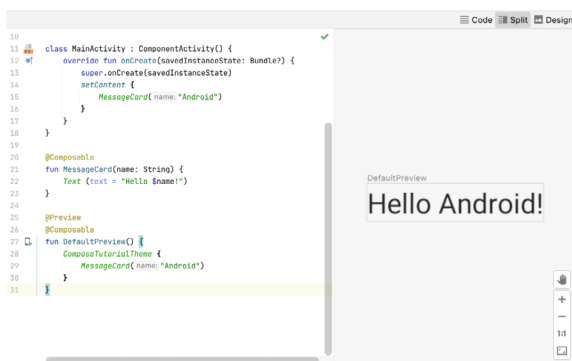 Code Split Design
10
11 class MainActivity : ComponentActivity() {
12 override fun onCreate(savedInstanceState: Bundle?) {
13 super.onCreate(savedInstanceState)
14 setContent {
15 MessageCard( name: "Android")
16 }
17 }
18 }
19
20 @Composable
21 fun MessageCard(name: String) {
22 Text (text = "Hello $name!")
23 }
24
25 @Preview
26 @Composable
27 fun DefaultPreview() {
28 ComposeTutorialTheme {
29 MessageCard( name: "Android")
30 }
31 }
DefaultPreview
Hello Android!
1:1